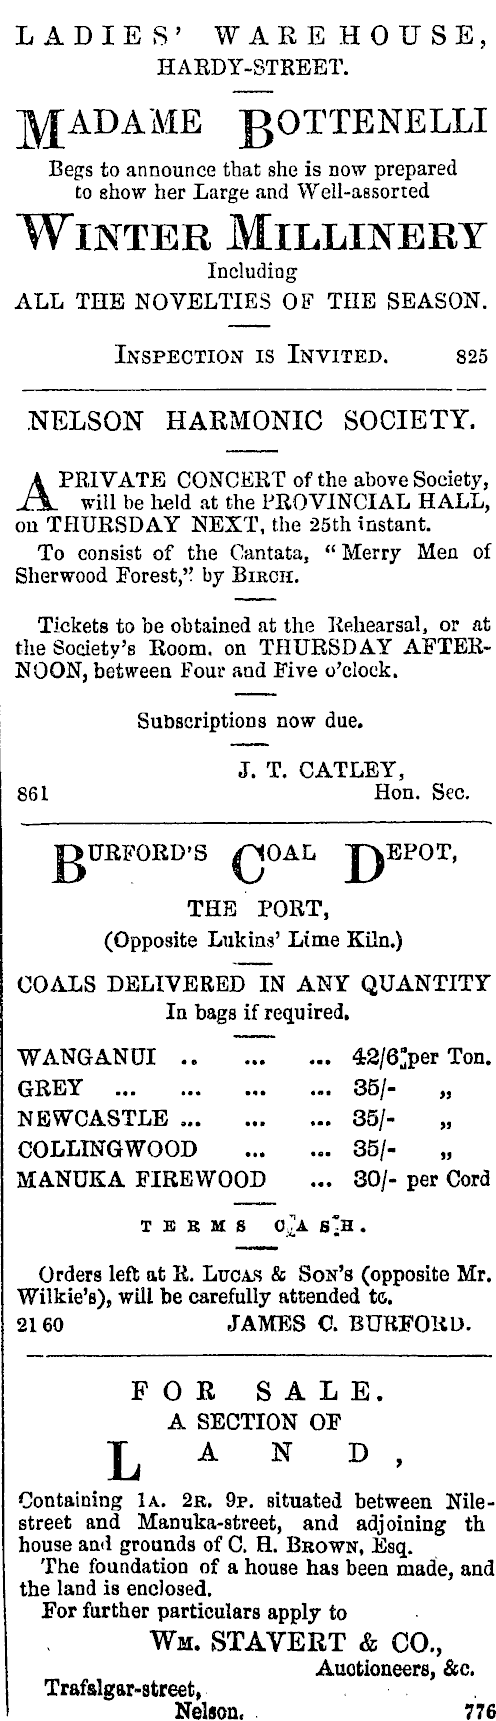 LADIES' WAREHOUSE,
HARDY-STREET.
MADAME BOTTENELLI
Begs to announce that she is now prepared
to show her Large and Well-assorted
WINTER MILLINERY
Including
ALL THE NOVELTIES OF THE SEASON.
INSPECTION IS INVITED. 825
NELSON HARMONIC SOCIETY.
A PRIVATE CONCERT of the above Society,
will be held at the PROVINCIAL HALL,
on THURSDAY NEXT, the 25th instant.
To consist of the Cantata, "Merry Men of
Sherwood Forest," by BIRCH.
Tickets to be obtained at the Rehearsal, or at
the Society's Room. on THURSDAY AFTER-
NOON, between Four and Five o'clock.
Subscriptions now due.
J. T. CATLEY,
861 Hon. Sec.
BURFORD'S COAL DEPOT,
THE PORT,
(Opposite Lukins' Lime Kiln.)
COALS DELIVERED IN ANY QUANTITY
In bags if required.
WANGANUI .. ... ... 42/6 per Ton.
GREY ... ... ... ... 35/- „
NEWCASTLE ... ... ... 35/- „
COLLINGWOOD ... ... 35/- „
MANUKA FIREWOOD ... 30/- per Cord
TERMS CASH.
Orders left at R. LUCAS & SON'S (opposite Mr.
Wilkie's), will be carefully attended to.
2160 JAMES C. BURFORD.
FOR SALE.
A SECTION OF
LAND,
Containing 1A. 2R. 9P. situated between Nile-
street and Manuka-street, and adjoining th
house and grounds of C. H. BROWN, Esq.
The foundation of a house has been made, and
the land is enclosed.
For further particulars apply to
WM. STAVERT & CO.,
Auctioneers, &c.
Trafalgar-street,
Nelson. 776